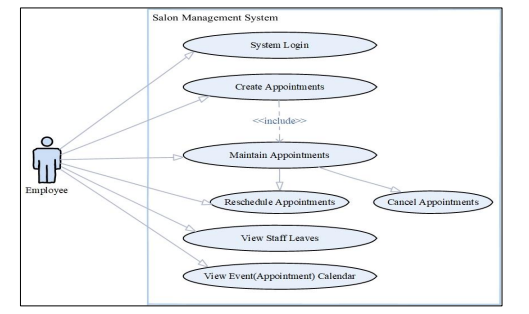 Salon Management System
System Login
Create Appointments
<<include>>
Maintain Appointments
Employee
Reschedule Appointments
Cancel Appointments
View Staff Leaves
View Event(Appointment) Calendar